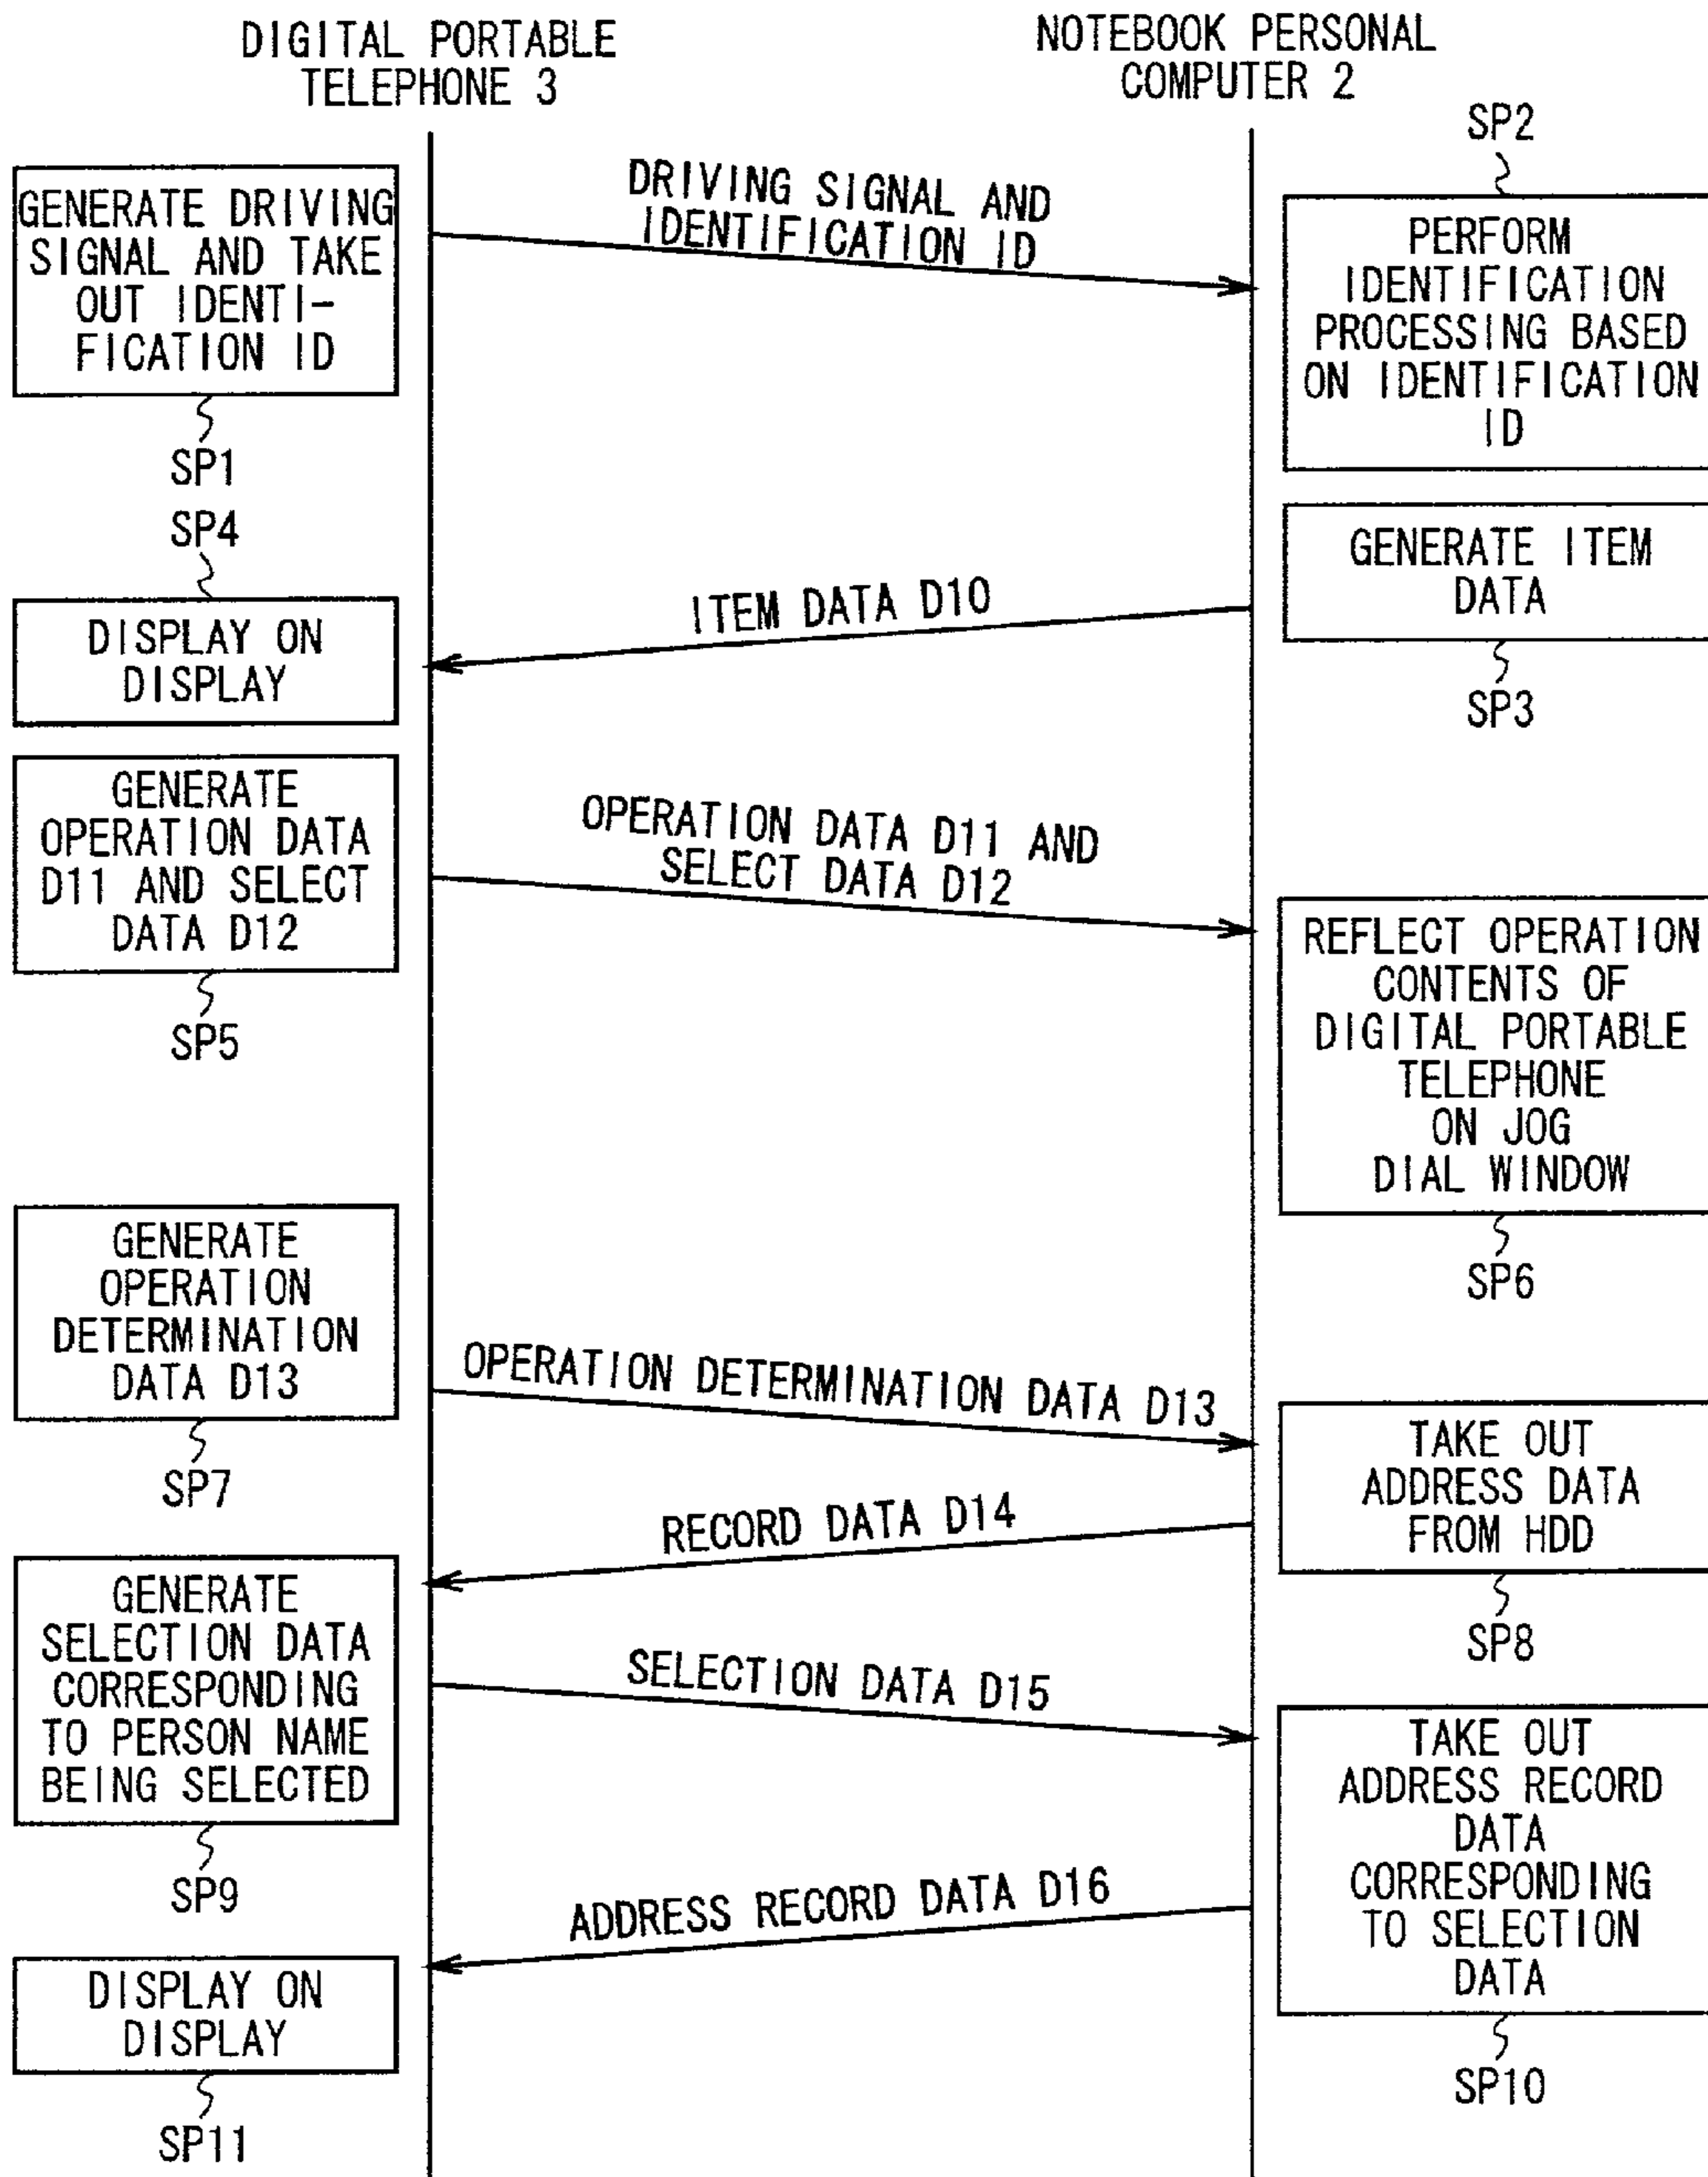 DIGITAL PORTABLE
TELEPHONE 3
NOTEBOOK PERSONAL
COMPUTER 2
GENERATE DRIVING
SIGNAL AND TAKE
OUT IDENTI-
FICATION ID
SP1
DRIVING SIGNAL AND
IDENTIFICATION ID
SP2
PERFORM
IDENTIFICATION
PROCESSING BASED
ON IDENTIFICATION
ID
GENERATE ITEM
DATA
SP3
ITEM DATA D10
SP4
DISPLAY ON
DISPLAY
GENERATE
OPERATION DATA
D11 AND SELECT
DATA D12
SP5
OPERATION DATA D11 AND
SELECT DATA D12
REFLECT OPERATION
CONTENTS OF
DIGITAL PORTABLE
TELEPHONE
ON JOG
DIAL WINDOW
SP6
GENERATE
OPERATION
DETERMINATION
DATA D13
SP7
OPERATION DETERMINATION DATA D13
TAKE OUT
ADDRESS DATA
FROM HDD
SP8
RECORD DATA D14
GENERATE
SELECTION DATA
CORRESPONDING
TO PERSON NAME
BEING SELECTED
SP9
SELECTION DATA D15
TAKE OUT
ADDRESS RECORD
DATA
CORRESPONDING
TO SELECTION
DATA
SP10
ADDRESS RECORD DATA D16
DISPLAY ON
DISPLAY
SP11